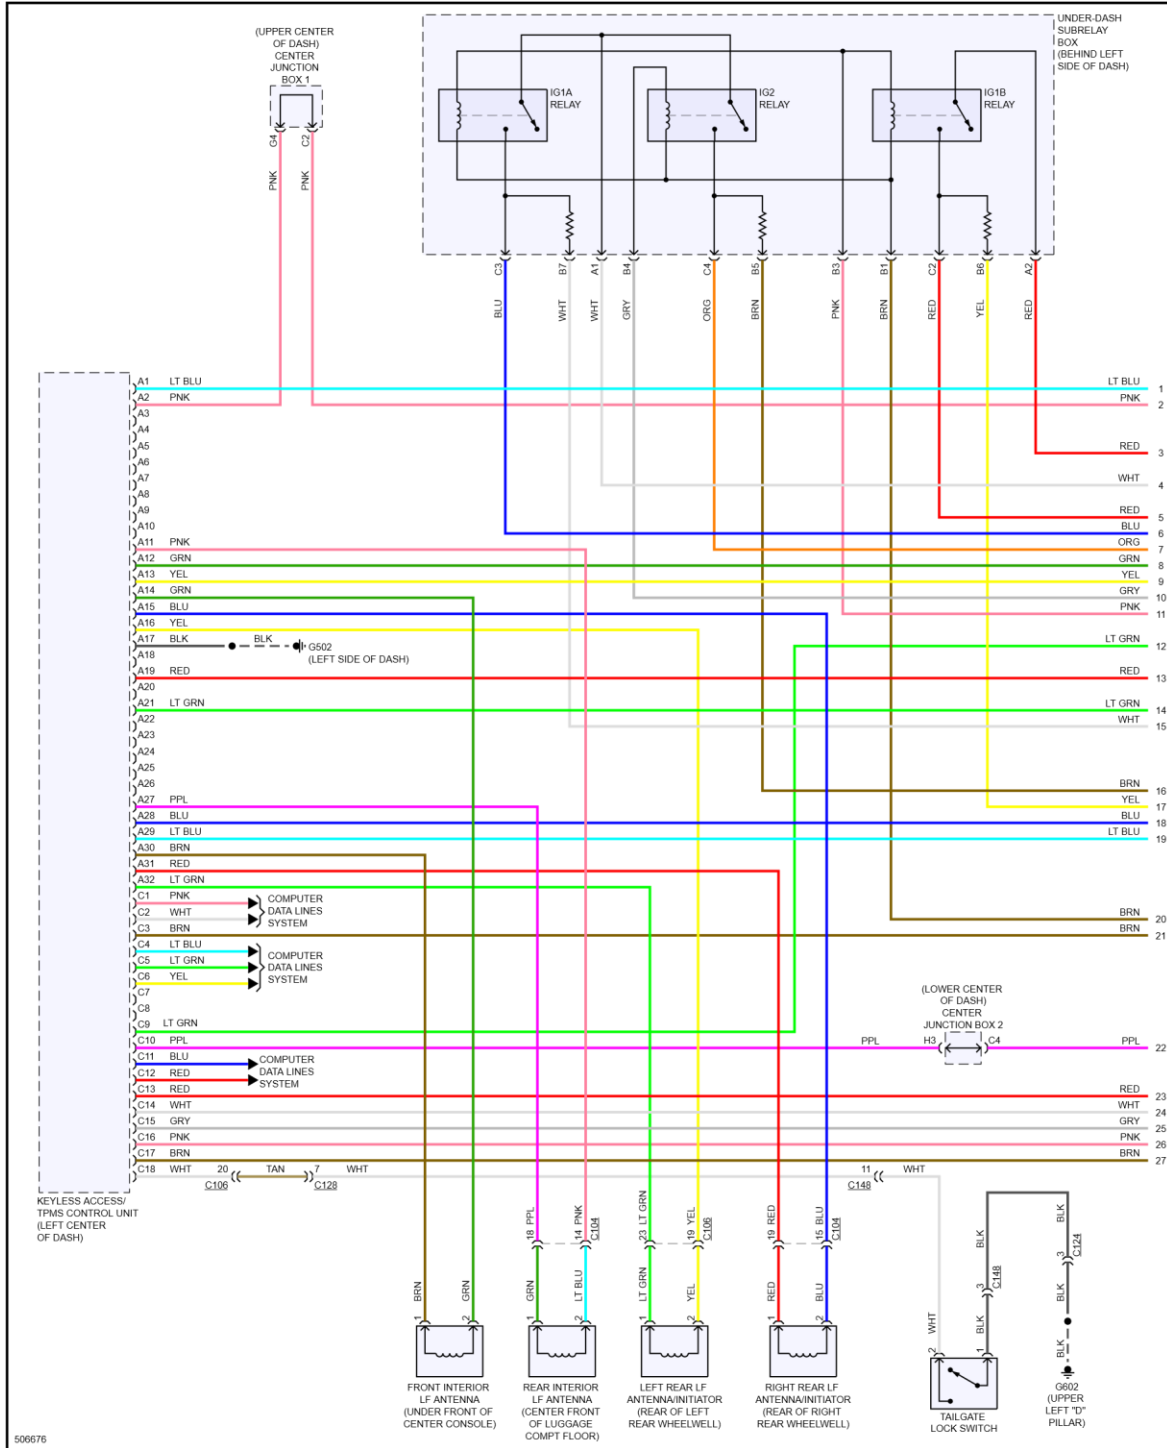 (UPPER CENTER
OF DASH)
CENTER
JUNCTION
BOX 1
G4
C2
PNK
PNK
UNDER-DASH
SUBRELAY
BOX
(BEHIND LEFT
SIDE OF DASH)
IG1A
RELAY
IG2
RELAY
IG1B
RELAY
C3
B7
A1
B4
C4
B5
B3
B1
C2
B6
A2
BLU
WHT
WHT
GRY
ORG
BRN
PNK
BRN
RED
YEL
RED
A1 LT BLU LT BLU 1
A2 PNK PNK 2
A3
A4
A5 RED 3
A6
A7 WHT 4
A8
A9 RED 5
A10 BLU 6
A11 PNK ORG 7
A12 GRN GRN 8
A13 YEL YEL 9
A14 GRN GRY 10
A15 BLU PNK 11
A16 YEL
A17 BLK BLK G502 LT GRN 12
(LEFT SIDE OF DASH)
A18
A19 RED RED 13
A20
A21 LT GRN LT GRN 14
A22 WHT 15
A23
A24
A25
A26 BRN 16
A27 PPL YEL 17
A28 BLU BLU 18
A29 LT BLU LT BLU 19
A30 BRN
A31 RED
A32 LT GRN
C1 PNK
C2 WHT
COMPUTER
DATA LINES
SYSTEM
BRN 20
C3 BRN BRN 21
C4 LT BLU
C5 LT GRN
C6 YEL
COMPUTER
DATA LINES
SYSTEM
C7
C8
C9 LT GRN
(LOWER CENTER
OF DASH)
CENTER
JUNCTION BOX 2
C10 PPL PPL H3 C4 PPL 22
C11 BLU
C12 RED
COMPUTER
DATA LINES
SYSTEM
C13 RED RED 23
C14 WHT WHT 24
C15 GRY GRY 25
C16 PNK PNK 26
C17 BRN BRN 27
C18 WHT 20 TAN 7 WHT 11 WHT
C106 C128 C148
KEYLESS ACCESS/
TPMS CONTROL UNIT
(LEFT CENTER
OF DASH)
18 PPL
14 PNK
C104
23 LT GRN
19 YEL
C106
19 RED
15 BLU
C104
BLK
BLK
3
C124
3
C148
BRN
GRN
GRN
LT BLU
LT GRN
YEL
RED
BLU
WHT
BLK
BLK
BLK
1
2
1
2
1
2
1
2
2
1
FRONT INTERIOR
LF ANTENNA
(UNDER FRONT OF
CENTER CONSOLE)
REAR INTERIOR
LF ANTENNA
(CENTER FRONT
OF LUGGAGE
COMPT FLOOR)
LEFT REAR LF
ANTENNA/INITIATOR
(REAR OF LEFT
REAR WHEELWELL)
RIGHT REAR LF
ANTENNA/INITIATOR
(REAR OF RIGHT
REAR WHEELWELL)
TAILGATE
LOCK SWITCH
G602
(UPPER
LEFT "D"
PILLAR)
506676